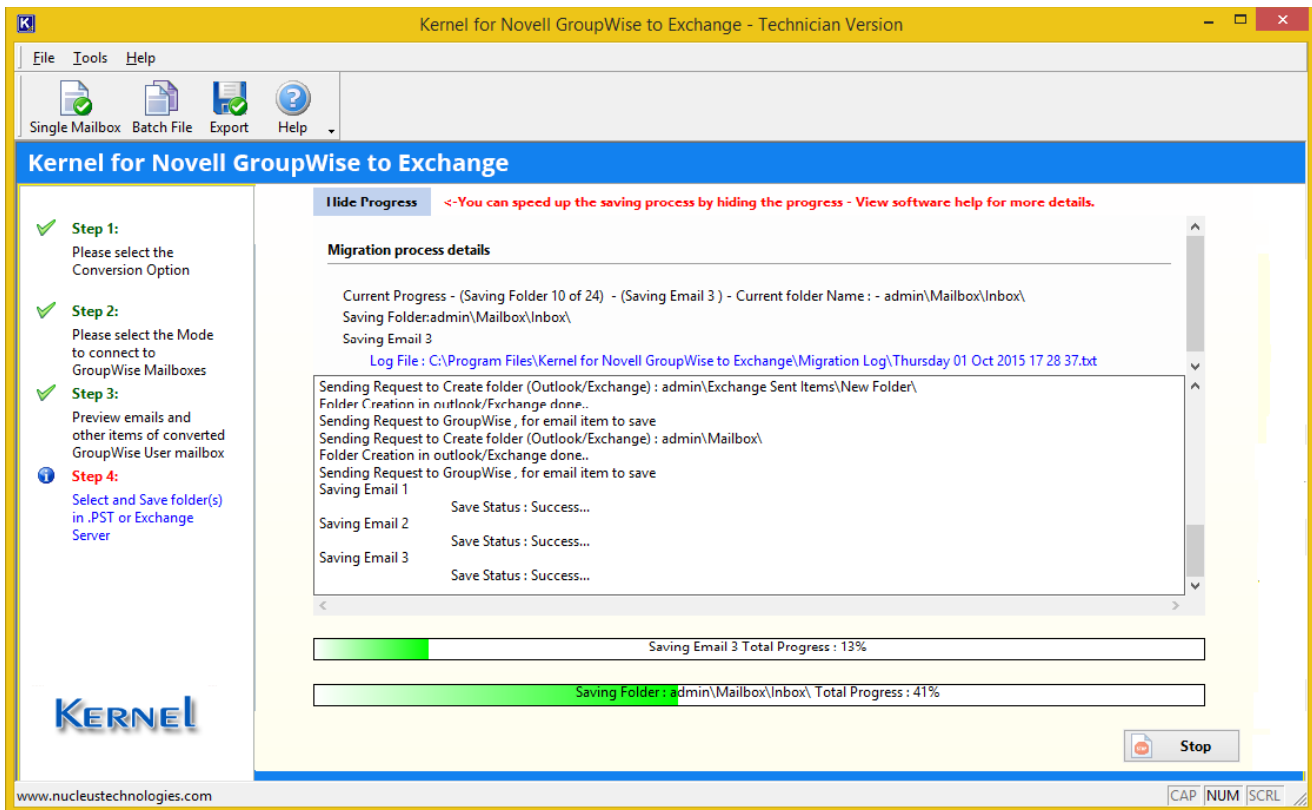 Kernel for Novell GroupWise to Exchange - Technician Version
File Tools Help
Single Mailbox Batch File Export Help
Kernel for Novell GroupWise to Exchange
Hide Progress <-You can speed up the saving process by hiding the progress - View software help for more details.
Step 1:
Please select the
Conversion Option
Step 2:
Please select the Mode
to connect to
GroupWise Mailboxes
Step 3:
Preview emails and
other items of converted
GroupWise User mailbox
Step 4:
Select and Save folder(s)
in .PST or Exchange
Server
KERNEL
Migration process details
Current Progress - (Saving Folder 10 of 24) - (Saving Email 3 ) - Current folder Name : - admin\Mailbox\Inbox\
Saving Folder:admin\Mailbox\Inbox\
Saving Email 3
Log File : C:\Program Files\Kernel for Novell GroupWise to Exchange\Migration Log\Thursday 01 Oct 2015 17 28 37.txt
Sending Request to Create folder (Outlook/Exchange) : admin\Exchange Sent Items\New Folder\
Folder Creation in outlook/Exchange done..
Sending Request to GroupWise , for email item to save
Sending Request to Create folder (Outlook/Exchange) : admin\Mailbox\
Folder Creation in outlook/Exchange done..
Sending Request to GroupWise , for email item to save
Saving Email 1
Save Status : Success...
Saving Email 2
Save Status : Success...
Saving Email 3
Save Status : Success...
Saving Email 3 Total Progress : 13%
Saving Folder : admin\Mailbox\Inbox\ Total Progress : 41%
Stop
www.nucleustechnologies.com
CAP NUM SCRL